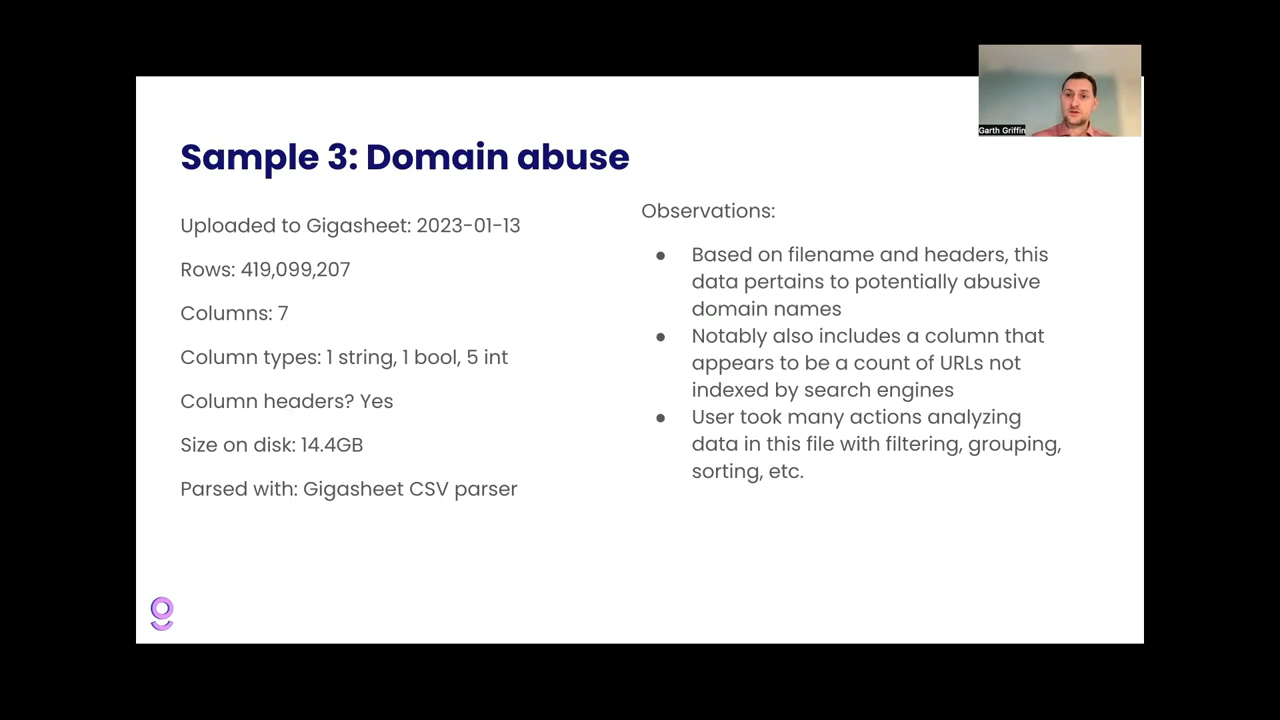 Garth Griffin
Sample 3: Domain abuse
Uploaded to Gigasheet: 2023-01-13
Rows: 419,099,207
Columns: 7
Column types: 1 string, 1 bool, 5 int
Column headers? Yes
Size on disk: 14.4GB
Parsed with: Gigasheet CSV parser
Observations:
● Based on filename and headers, this
data pertains to potentially abusive
domain names
● Notably also includes a column that
appears to be a count of URLs not
indexed by search engines
● User took many actions analyzing
data in this file with filtering, grouping,
sorting, etc.